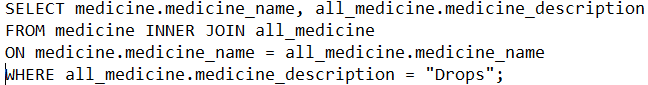 SELECT medicine.medicine_name, all_medicine.medicine_description
FROM medicine INNER JOIN all_medicine
ON medicine.medicine_name = all_medicine.medicine_name
WHERE all_medicine.medicine_description = "Drops";